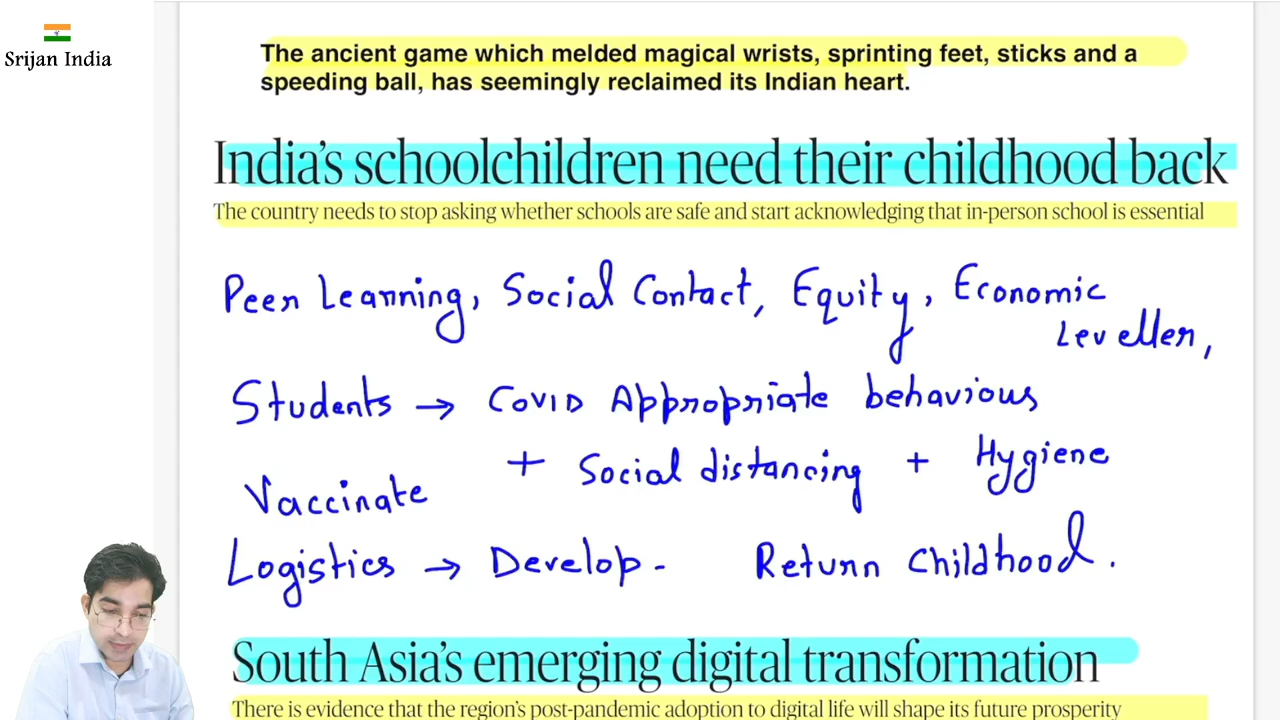 Srijan India
The ancient game which melded magical wrists, sprinting feet, sticks and a
speeding ball, has seemingly reclaimed its Indian heart.
India's schoolchildren need their childhood back
The country needs to stop asking whether schools are safe and start acknowledging that in-person school is essential
Peer Learning, Social Contact, Equity, Economic
Leveller,
Students → COVID Appropriate behavious
+ Social distancing + Hygiene
Vaccinate
Logistics → Develop - Return Childhood.
South Asia's emerging digital transformation
There is evidence that the region's post-pandemic adoption to digital life will shape its future prosperity